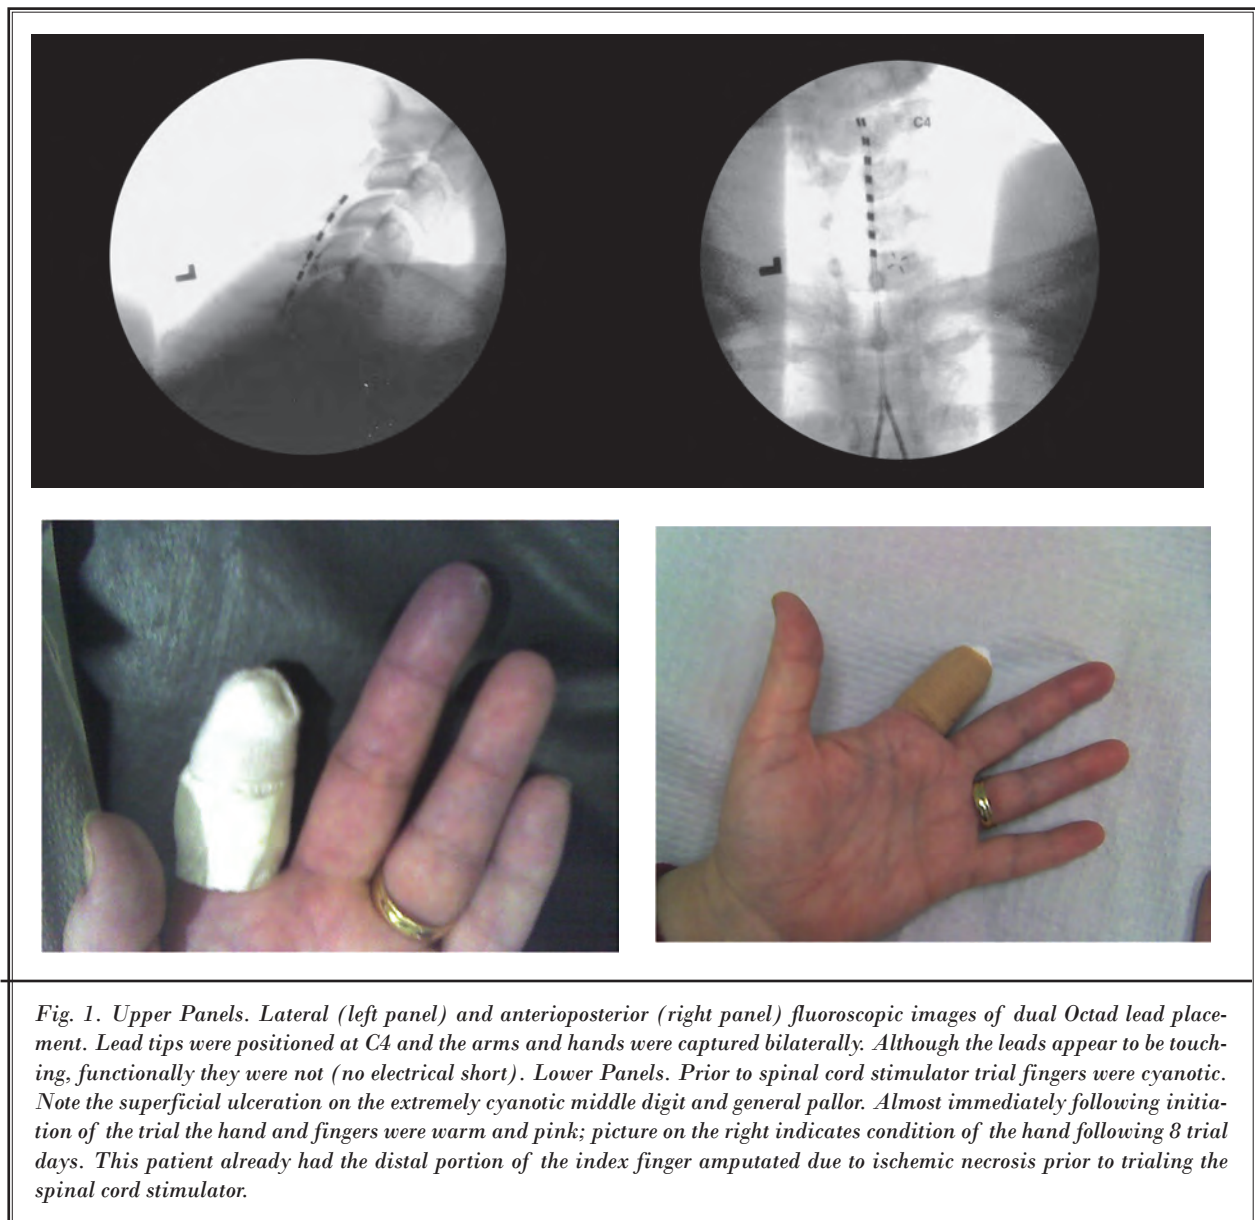 C4
L
L
Fig. 1. Upper Panels. Lateral (left panel) and anterioposterior (right panel) fluoroscopic images of dual Octad lead place-
ment. Lead tips were positioned at C4 and the arms and hands were captured bilaterally. Although the leads appear to be touch-
ing, functionally they were not (no electrical short). Lower Panels. Prior to spinal cord stimulator trial fingers were cyanotic.
Note the superficial ulceration on the extremely cyanotic middle digit and general pallor. Almost immediately following initia-
tion of the trial the hand and fingers were warm and pink; picture on the right indicates condition of the hand following 8 trial
days. This patient already had the distal portion of the index finger amputated due to ischemic necrosis prior to trialing the
spinal cord stimulator.